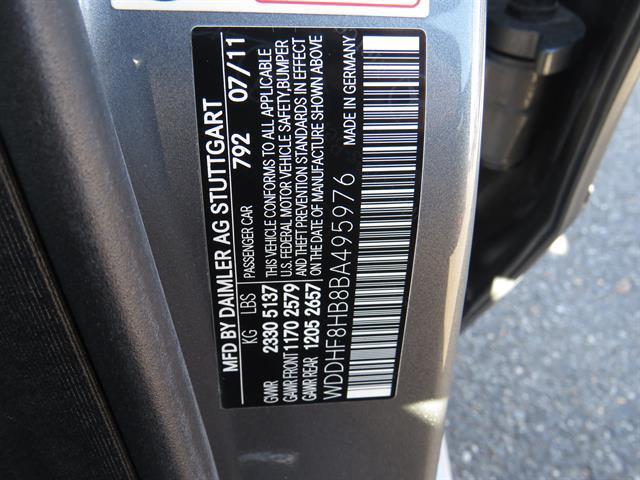 MFD BY DAIMLER AG STUTTGART
PASSENGER CAR 792 07/11
KG LBS
GVWR 2330 5137
GAWR FRONT 1170 2579
GAWR REAR 1205 2657
THIS VEHICLE CONFORMS TO ALL APPLICABLE
U.S. FEDERAL MOTOR VEHICLE SAFETY,BUMPER
AND THEFT PREVENTION STANDARDS IN EFFECT
ON THE DATE OF MANUFACTURE SHOWN ABOVE
WDDHF8HB8BA495976
MADE IN GERMANY